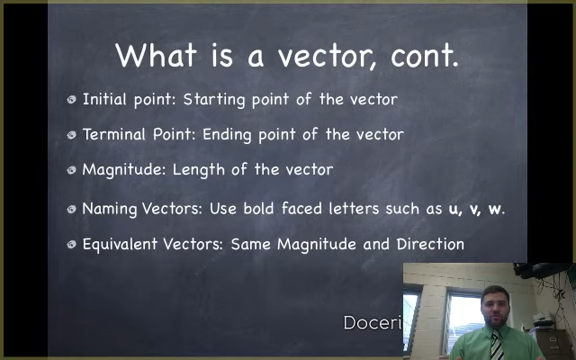 What is a vector, cont.
Initial point: Starting point of the vector
Terminal Point: Ending point of the vector
Magnitude: Length of the vector
Naming Vectors: Use bold faced letters such as u, v, w.
Equivalent Vectors: Same Magnitude and Direction
Doceri